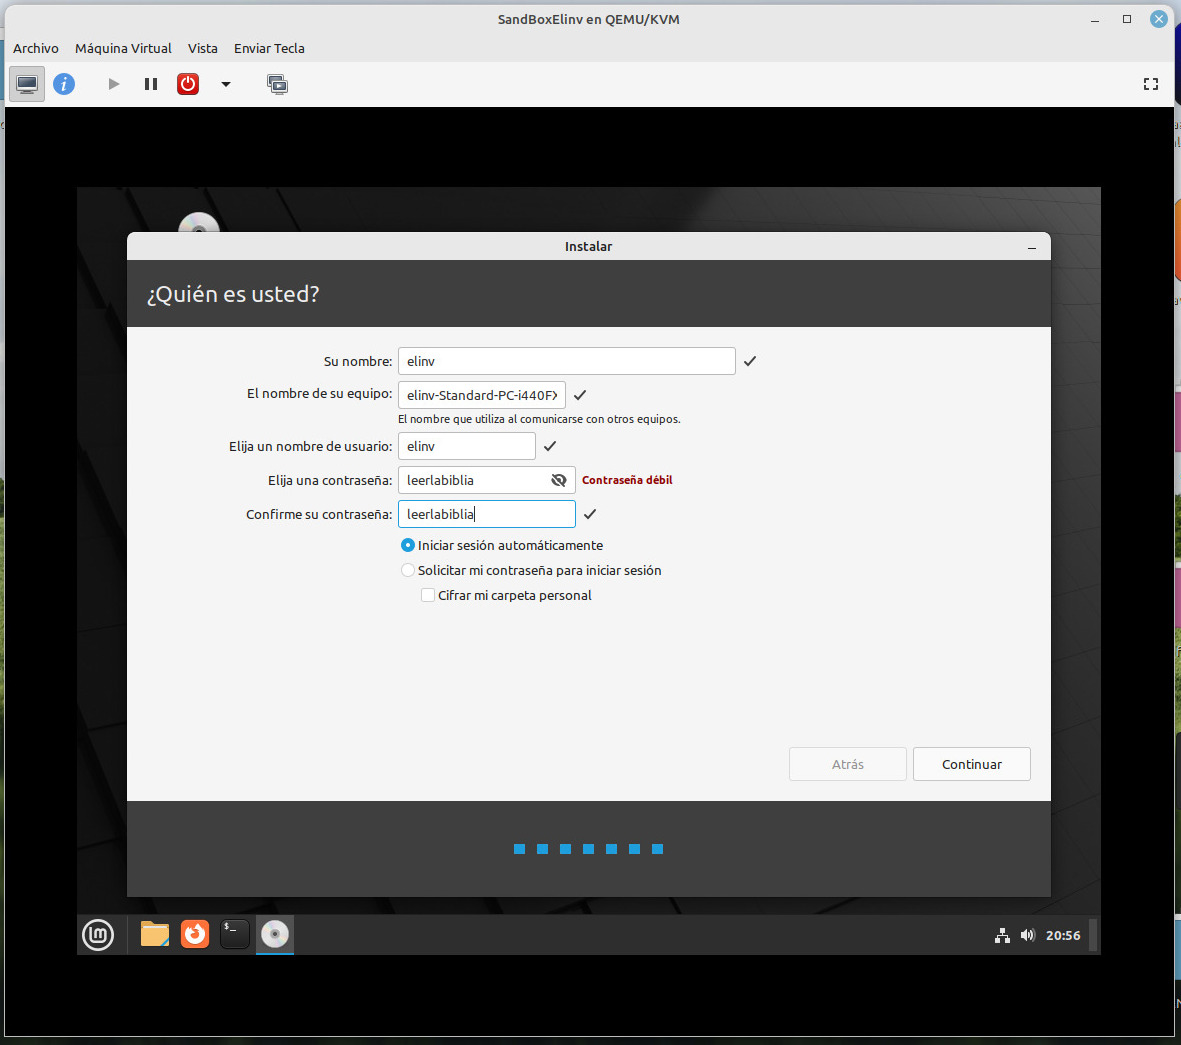 SandBoxElinv en QEMU/KVM
Archivo Máquina Virtual Vista Enviar Tecla
Instalar
¿Quién es usted?
Su nombre: elinv
El nombre de su equipo: elinv-Standard-PC-i440FX
El nombre que utiliza al comunicarse con otros equipos.
Elija un nombre de usuario: elinv
Elija una contraseña: leerlabiblia Contraseña débil
Confirme su contraseña: leerlabiblia
Iniciar sesión automáticamente
Solicitar mi contraseña para iniciar sesión
Cifrar mi carpeta personal
Atrás Continuar
$_
20:56